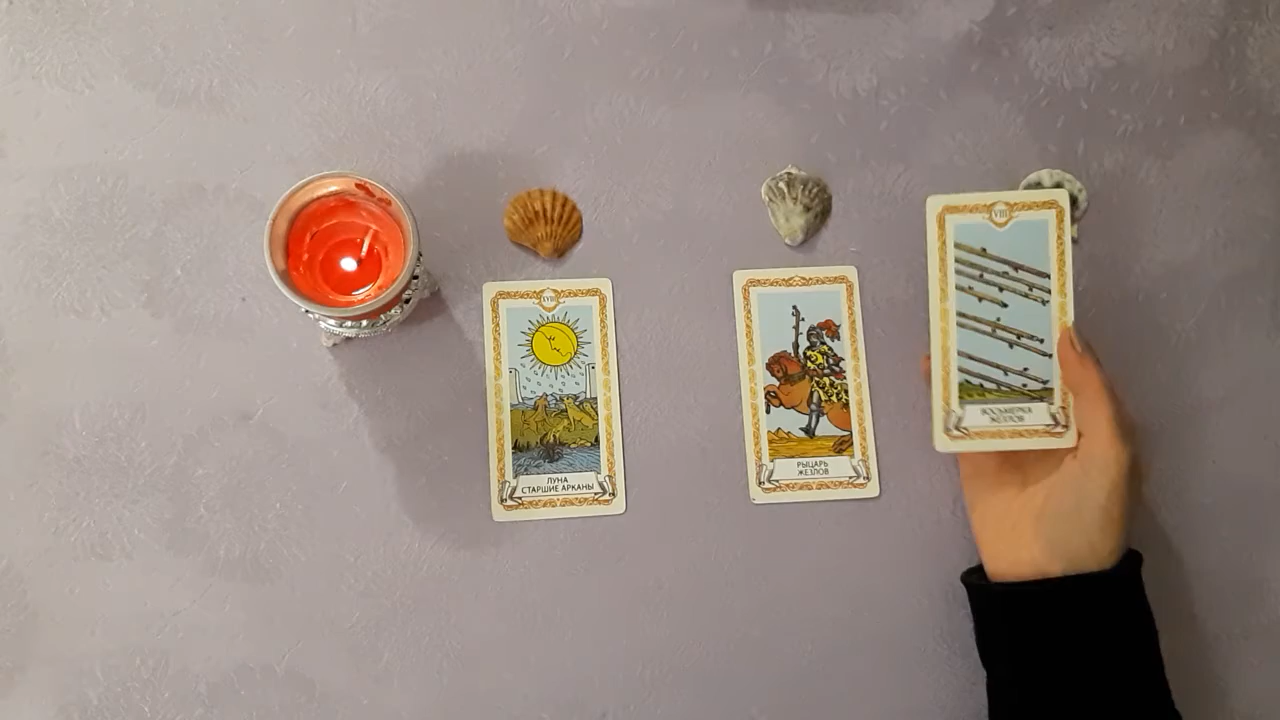 XVIII
ЛУНА
СТАРШИЕ АРКАНЫ
РЫЦАРЬ
ЖЕЗЛОВ
VIII
ВОСЬМЕРКА
ЖЕЗЛОВ